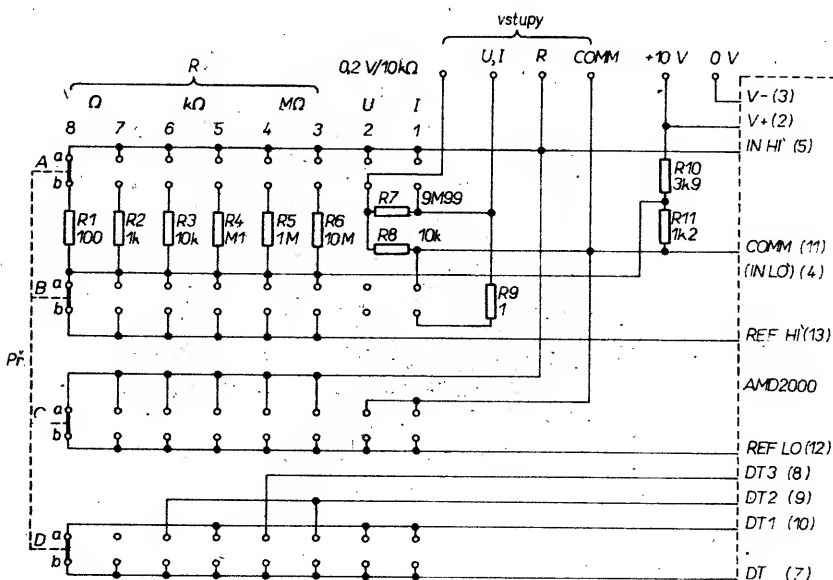 vstupy
0,2 V/10kΩ U,I R COMM +10 V 0 V
R
Ω kΩ MΩ U I
8 7 6 5 4 3 2 1
V-(3)
V+(2)
IN HI (5)
A a
b
R1 100
R2 1k
R3 10k
R4 M1
R5 1M
R6 10M
R7 9M99
R8 10k
R9 1
R10 3k9
R11 1k2
COMM (11)
(IN LO) (4)
B a
b
REF HI (13)
Př.
AMD2000
C a
b
REF LO (12)
DT3 (8)
DT2 (9)
DT1 (10)
D a
b
DT (7)